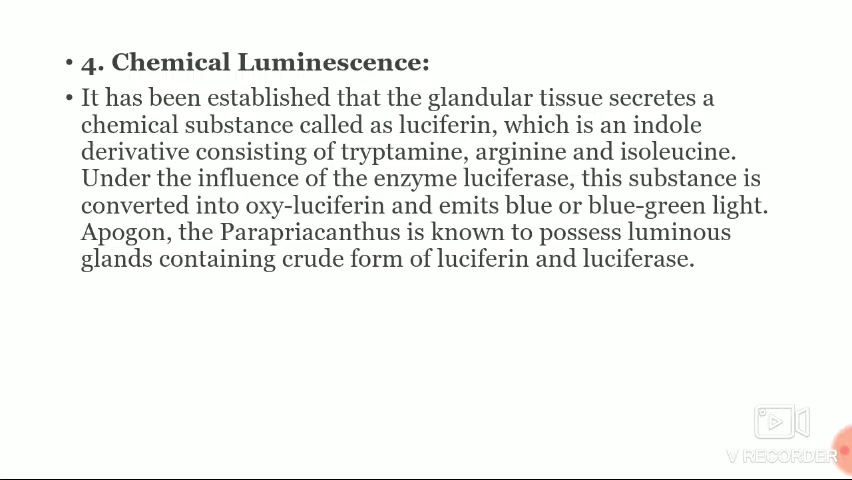 • 4. Chemical Luminescence:
• It has been established that the glandular tissue secretes a
chemical substance called as luciferin, which is an indole
derivative consisting of tryptamine, arginine and isoleucine.
Under the influence of the enzyme luciferase, this substance is
converted into oxy-luciferin and emits blue or blue-green light.
Apogon, the Parapriacanthus is known to possess luminous
glands containing crude form of luciferin and luciferase.
V RECORDER